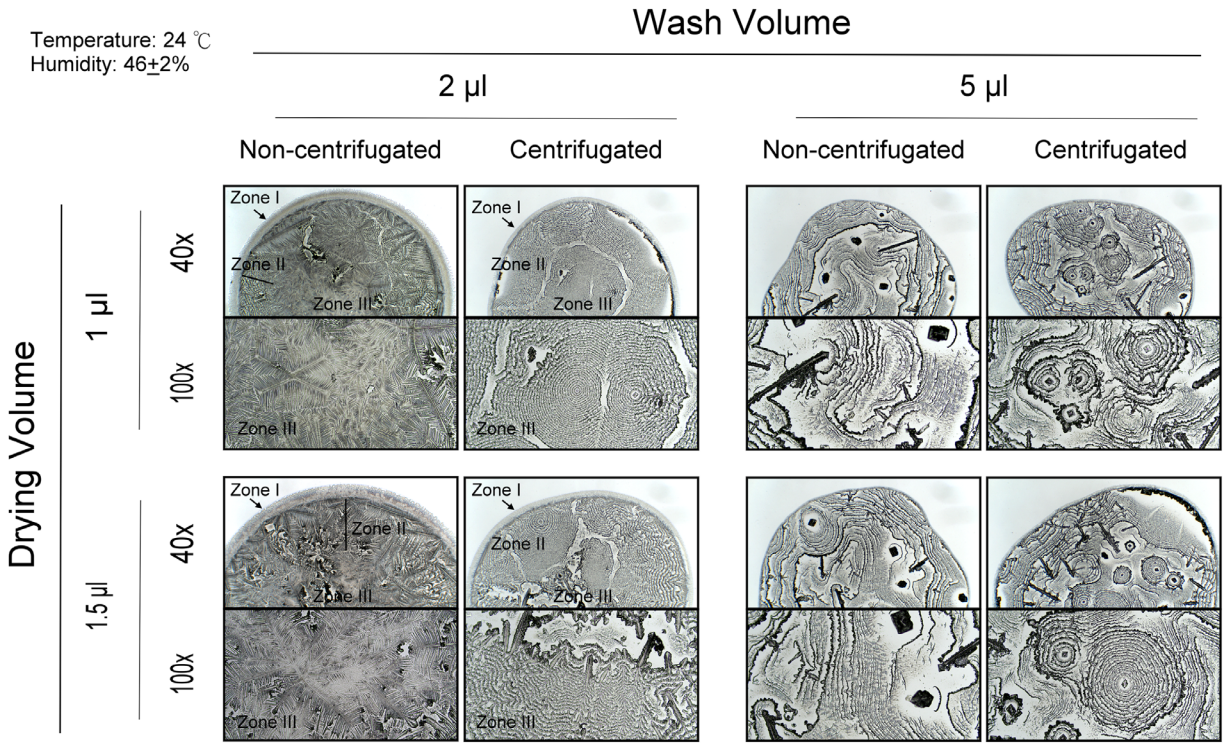 Wash Volume
Temperature: 24 ℃
Humidity: 46±2%
2 µl
5 µl
Non-centrifugated
Centrifugated
Non-centrifugated
Centrifugated
Drying Volume
1 µl
40x
Zone I
Zone II
Zone III
Zone I
Zone II
Zone III
100x
Zone III
Zone III
1.5 µl
40x
Zone I
Zone II
Zone III
Zone I
Zone II
Zone III
100x
Zone III
Zone III